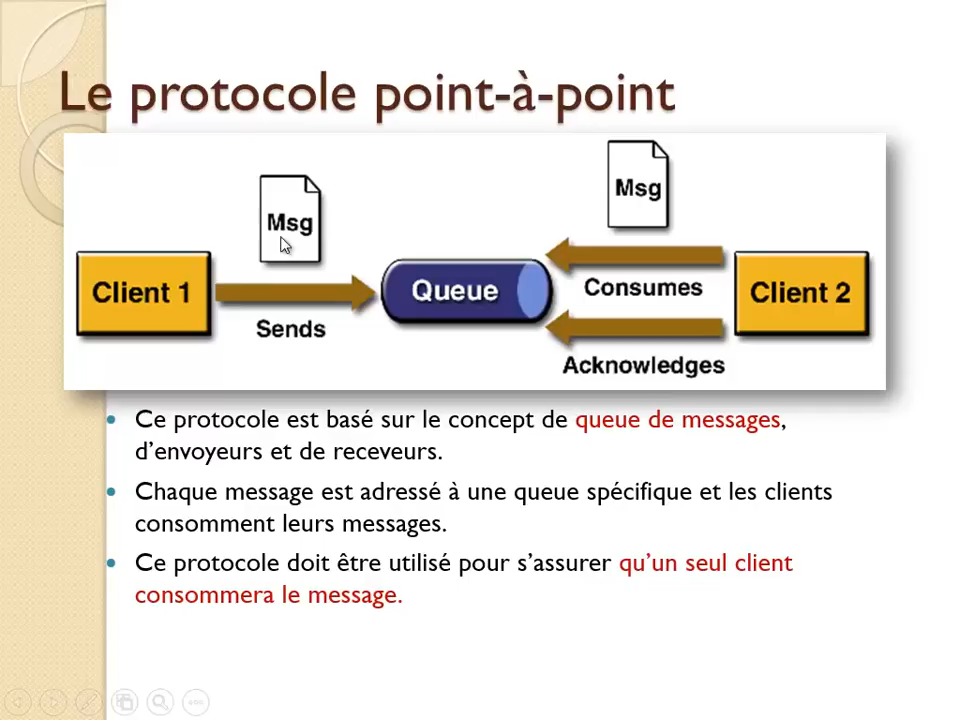 Le protocole point-à-point
Msg
Msg
Client 1
Queue
Client 2
Sends
Consumes
Acknowledges
• Ce protocole est basé sur le concept de queue de messages,
d’envoyeurs et de receveurs.
• Chaque message est adressé à une queue spécifique et les clients
consomment leurs messages.
• Ce protocole doit être utilisé pour s’assurer qu’un seul client
consommera le message.